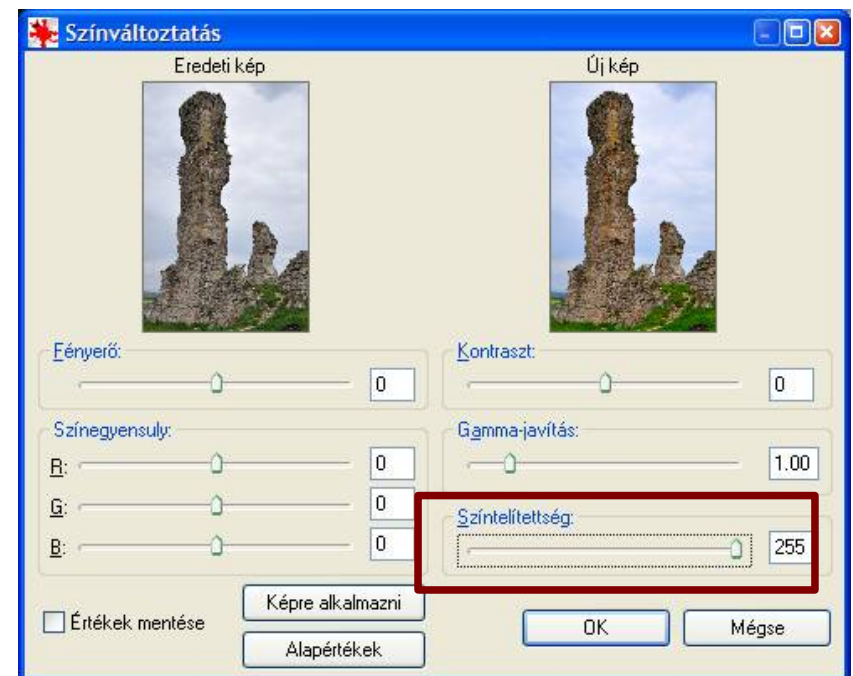 Színváltoztatás
Eredeti kép
Új kép
Fényerő:
0
Kontraszt:
0
Színegyensuly:
R:
0
G:
0
B:
0
Gamma-javítás:
1.00
Színtelítettség:
255
Értékek mentése
Képre alkalmazni
Alapértékek
OK
Mégse